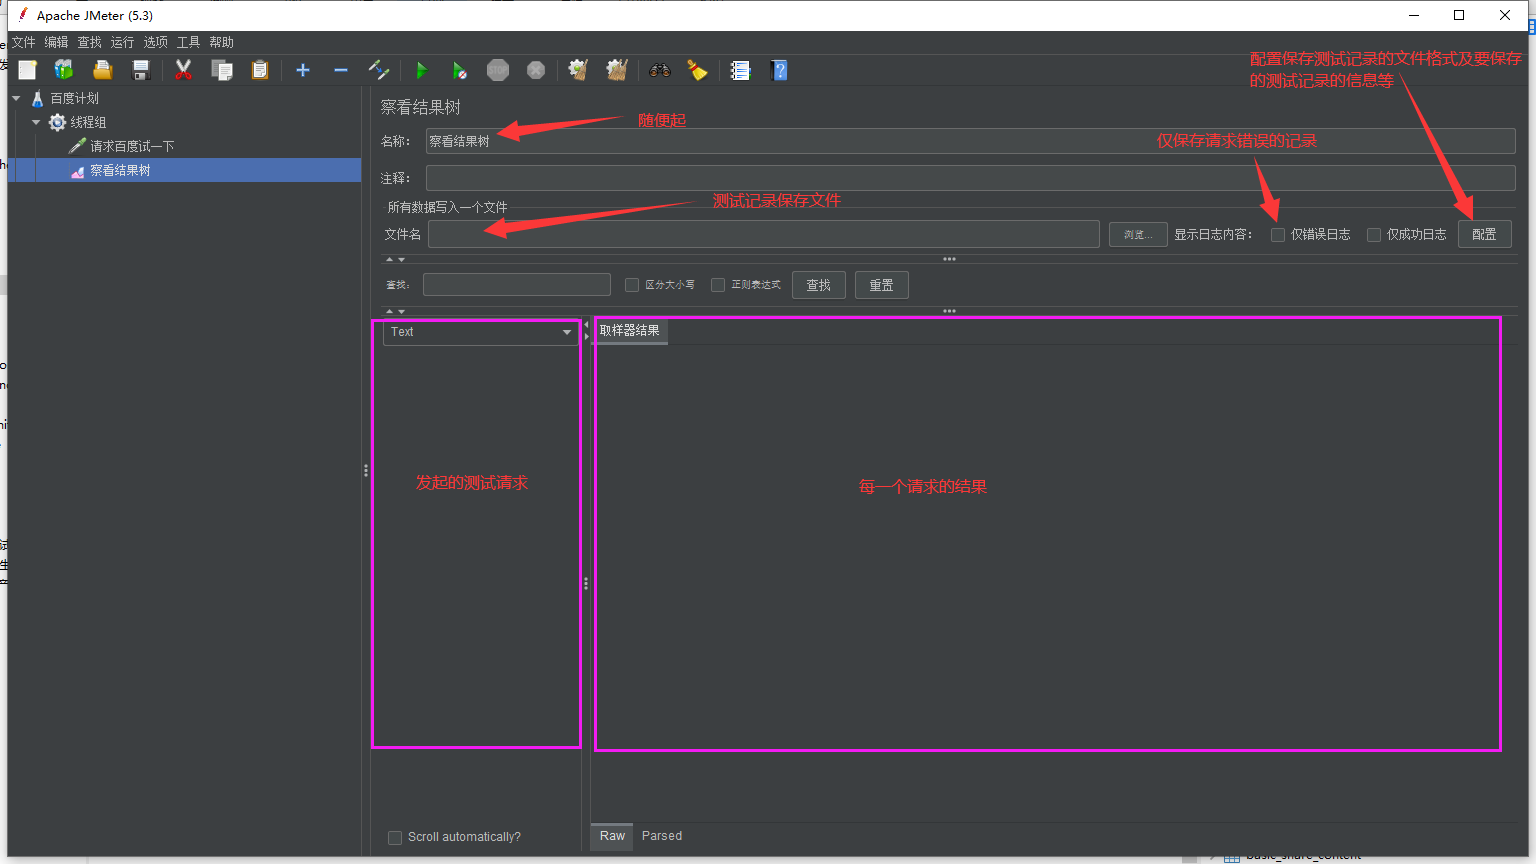 Apache JMeter (5.3)
文件 编辑 查找 运行 选项 工具 帮助
STOP
配置保存测试记录的文件格式及要保存
的测试记录的信息等
百度计划
线程组
请求百度试一下
察看结果树
察看结果树
名称：
察看结果树
随便起
仅保存请求错误的记录
注释：
所有数据写入一个文件
测试记录保存文件
文件名
浏览...
显示日志内容：
仅错误日志
仅成功日志
配置
查找：
区分大小写
正则表达式
查找
重置
Text
取样器结果
发起的测试请求
每一个请求的结果
Scroll automatically?
Raw
Parsed
basic_share_content